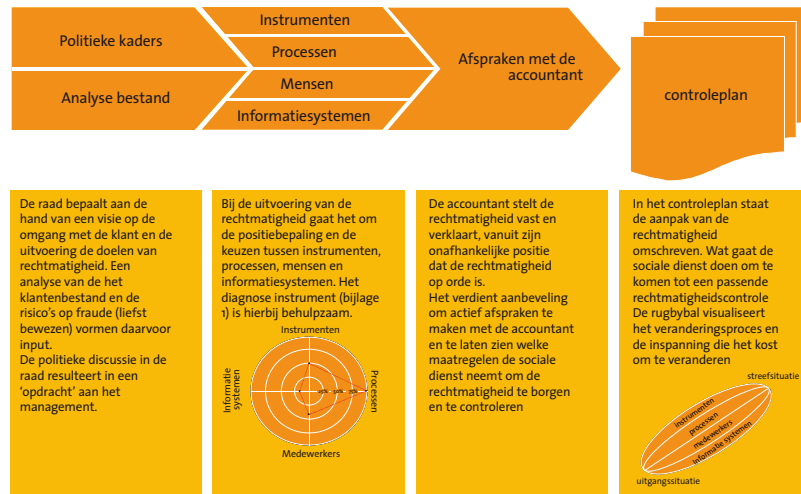 Politieke kaders
Analyse bestand
Instrumenten
Processen
Mensen
Informatiesystemen
Afspraken met de
accountant
controleplan
De raad bepaalt aan de
hand van een visie op de
omgang met de klant en de
uitvoering de doelen van
rechtmatigheid. Een
analyse van de het
klantenbestand en de
risico's op fraude (liefst
bewezen) vormen daarvoor
input.
De politieke discussie in de
raad resulteert in een
'opdracht' aan het
management.
Bij de uitvoering van de
rechtmatigheid gaat het om
de positiebepaling en de
keuzen tussen instrumenten,
processen, mensen en
informatiesystemen. Het
diagnose instrument (bijlage
1) is hierbij behulpzaam.
Instrumenten
Informatie
systemen
25% 50% 75%
Processen
Medewerkers
De accountant stelt de
rechtmatigheid vast en
verklaart, vanuit zijn
onafhankelijke positie
dat de rechtmatigheid
op orde is.
Het verdient aanbeveling
om actief afspraken te
maken met de accountant
en te laten zien welke
maatregelen de sociale
dienst neemt om de
rechtmatigheid te borgen
en te controleren
In het controleplan staat
de aanpak van de
rechtmatigheid
omschreven. Wat gaat de
sociale dienst doen om te
komen tot een passende
rechtmatigheidscontrole
De rugbybal visualiseert
het veranderingsproces en
de inspanning die het kost
om te veranderen
streefsituatie
instrumenten
processen
medewerkers
informatie systemen
uitgangssituatie